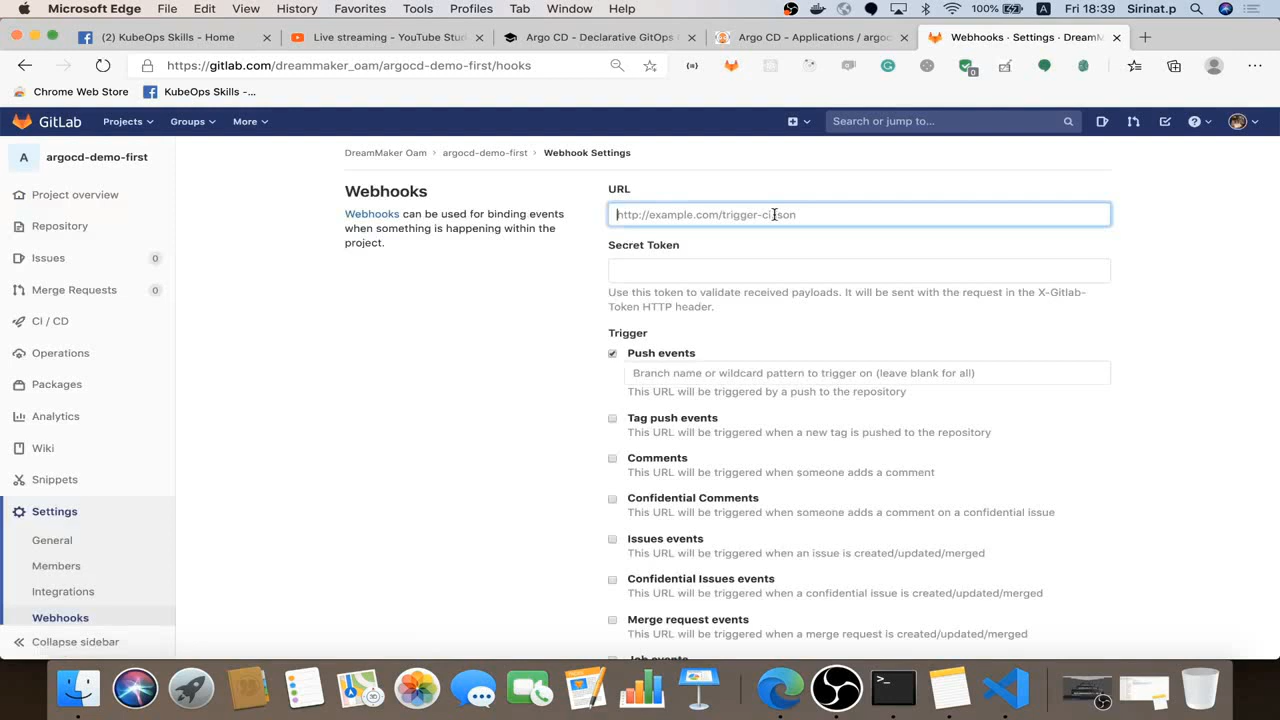 Microsoft Edge File Edit View History Favorites Tools Profiles Tab Window Help 100% A Fri 18:39 Sirinat.p
(2) KubeOps Skills - Home
Live streaming - YouTube Stud
Argo CD - Declarative GitOps
Argo CD - Applications / argoc
Webhooks · Settings · DreamM
https://gitlab.com/dreammaker_oam/argocd-demo-first/hooks
0
Chrome Web Store
KubeOps Skills -...
GitLab Projects Groups More Search or jump to...
A argocd-demo-first
Project overview
Repository
Issues 0
Merge Requests 0
CI / CD
Operations
Packages
Analytics
Wiki
Snippets
Settings
General
Members
Integrations
Webhooks
Collapse sidebar
DreamMaker Oam › argocd-demo-first › Webhook Settings
Webhooks
Webhooks can be used for binding events
when something is happening within the
project.
URL
Secret Token
Use this token to validate received payloads. It will be sent with the request in the X-Gitlab-
Token HTTP header.
Trigger
Push events
Branch name or wildcard pattern to trigger on (leave blank for all)
This URL will be triggered by a push to the repository
Tag push events
This URL will be triggered when a new tag is pushed to the repository
Comments
This URL will be triggered when someone adds a comment
Confidential Comments
This URL will be triggered when someone adds a comment on a confidential issue
Issues events
This URL will be triggered when an issue is created/updated/merged
Confidential Issues events
This URL will be triggered when a confidential issue is created/updated/merged
Merge request events
This URL will be triggered when a merge request is created/updated/merged